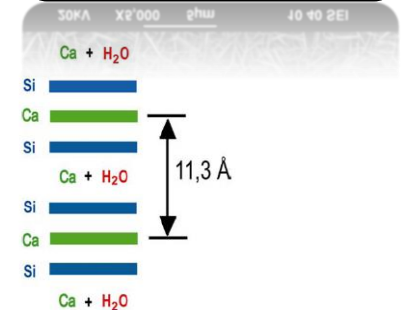 20kV X5,000 5µm 10 40 SEI
Ca + H₂O
Si
Ca
Si
Ca + H₂O
11,3 Å
Si
Ca
Si
Ca + H₂O